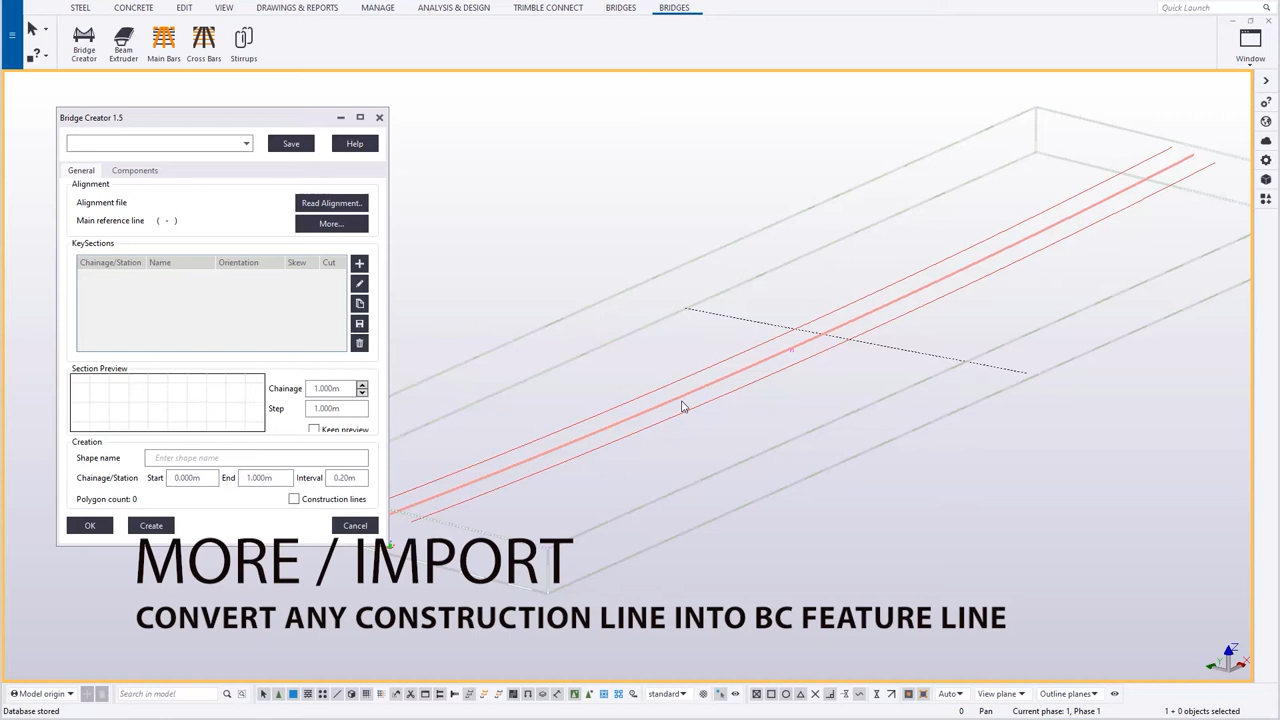 STEEL CONCRETE EDIT VIEW DRAWINGS & REPORTS MANAGE ANALYSIS & DESIGN TRIMBLE CONNECT BRIDGES BRIDGES Quick Launch
Bridge Creator
Beam Extruder
Main Bars
Cross Bars
Stirrups
Window
Bridge Creator 1.5
Save Help
General Components
Alignment
Alignment file Read Alignment..
Main reference line ( - ) More...
KeySections
Chainage/Station Name Orientation Skew Cut
Section Preview
Chainage 1.000m
Step 1.000m
Keep preview
Creation
Shape name Enter shape name
Chainage/Station Start 0.000m End 1.000m Interval 0.20m
Polygon count: 0 Construction lines
OK Create Cancel
MORE / IMPORT
CONVERT ANY CONSTRUCTION LINE INTO BC FEATURE LINE
Model origin Search in model standard Auto View plane Outline planes
Database stored 0 Pan Current phase: 1, Phase 1 1 + 0 objects selected